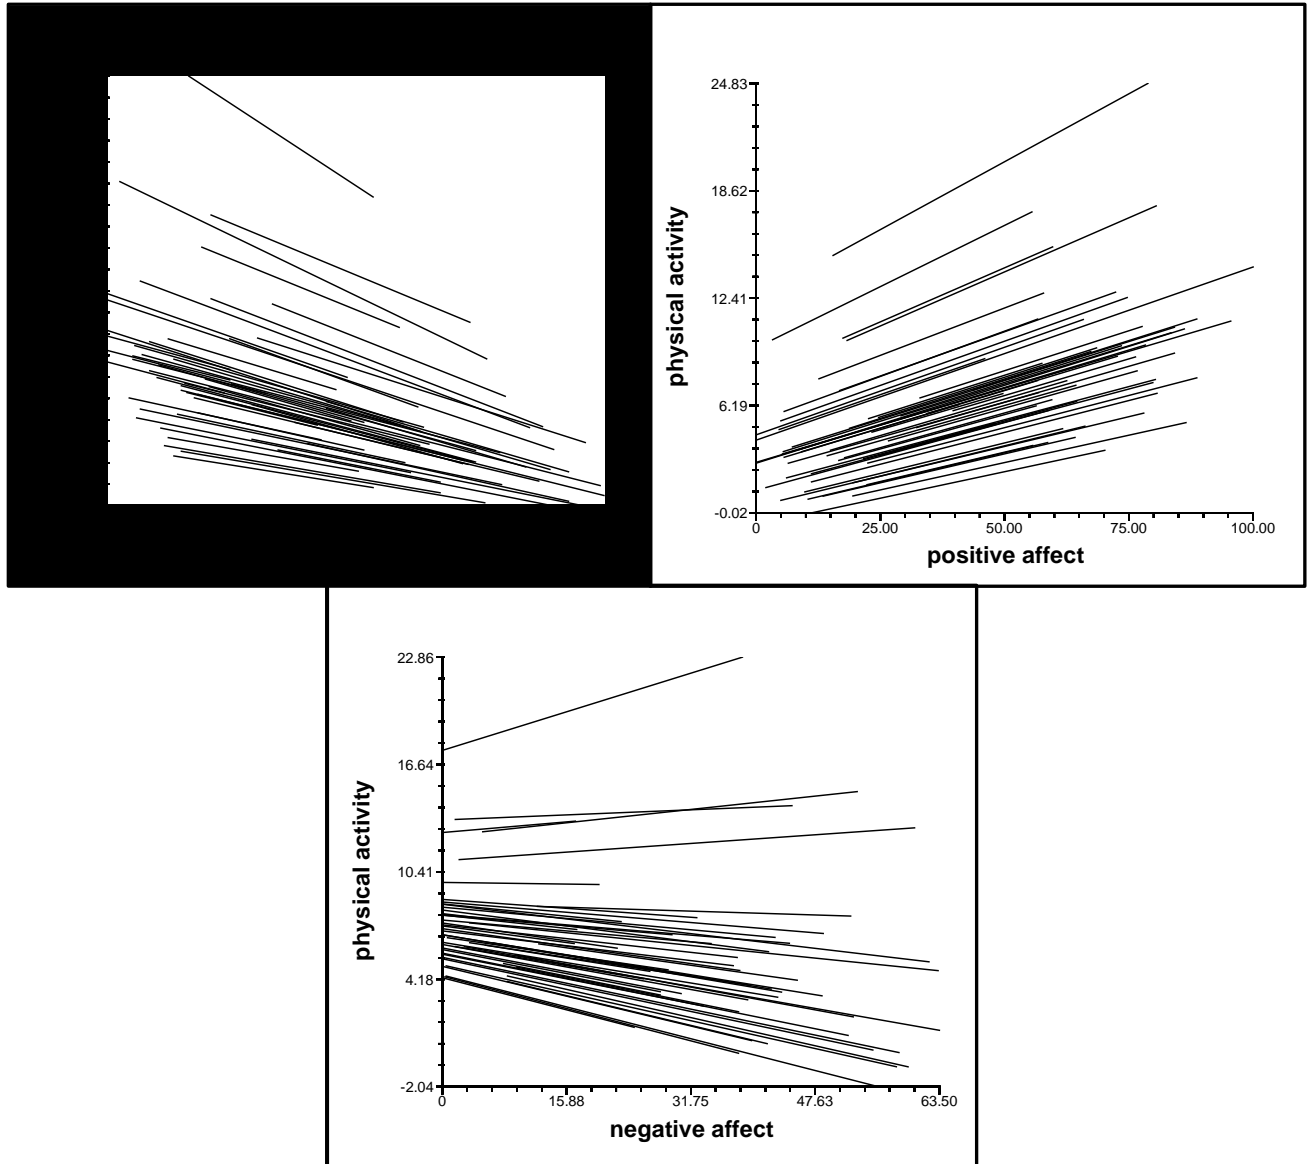 24.83
18.62
12.41
6.19
-0.02
physical activity
0 25.00 50.00 75.00 100.00
positive affect
22.86
16.64
10.41
4.18
-2.04
physical activity
0 15.88 31.75 47.63 63.50
negative affect